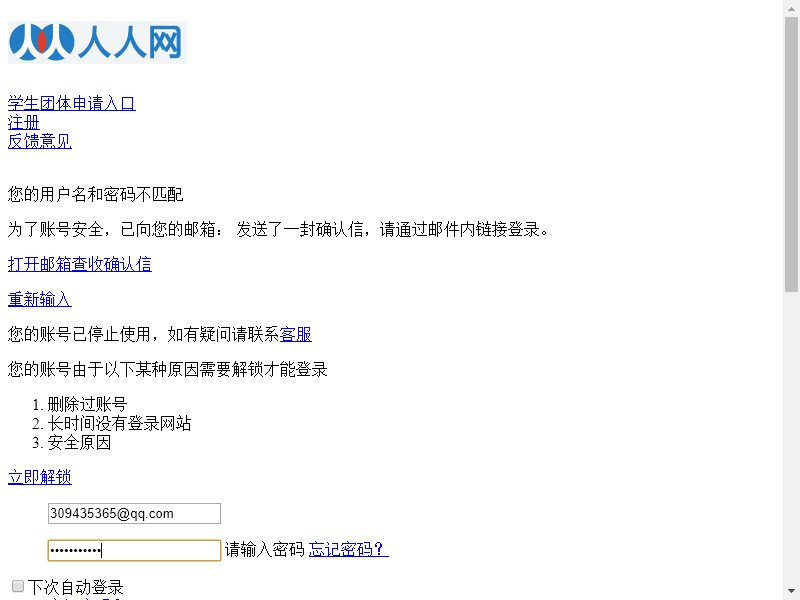 人人网
学生团体申请入口
注册
反馈意见
您的用户名和密码不匹配
为了账号安全，已向您的邮箱： 发送了一封确认信，请通过邮件内链接登录。
打开邮箱查收确认信
重新输入
您的账号已停止使用，如有疑问请联系客服
您的账号由于以下某种原因需要解锁才能登录
1. 删除过账号
2. 长时间没有登录网站
3. 安全原因
立即解锁
309435365@qq.com
••••••••••• 请输入密码 忘记密码？
下次自动登录